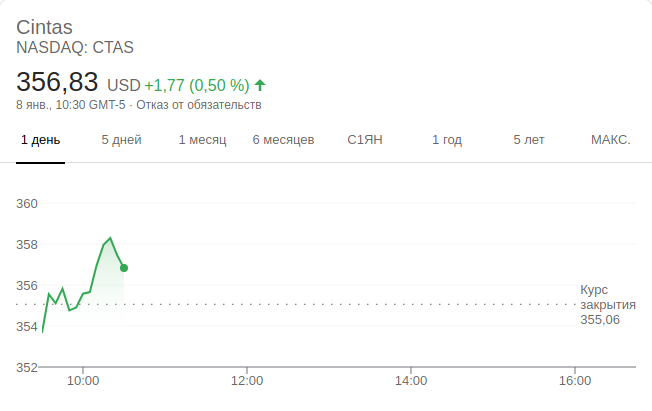 Cintas
NASDAQ: CTAS
356,83 USD +1,77 (0,50 %)
8 янв., 10:30 GMT-5 · Отказ от обязательств
1 день 5 дней 1 месяц 6 месяцев С1ЯН 1 год 5 лет МАКС.
360
358
356
354
352
Курс
закрытия
355,06
10:00 12:00 14:00 16:00